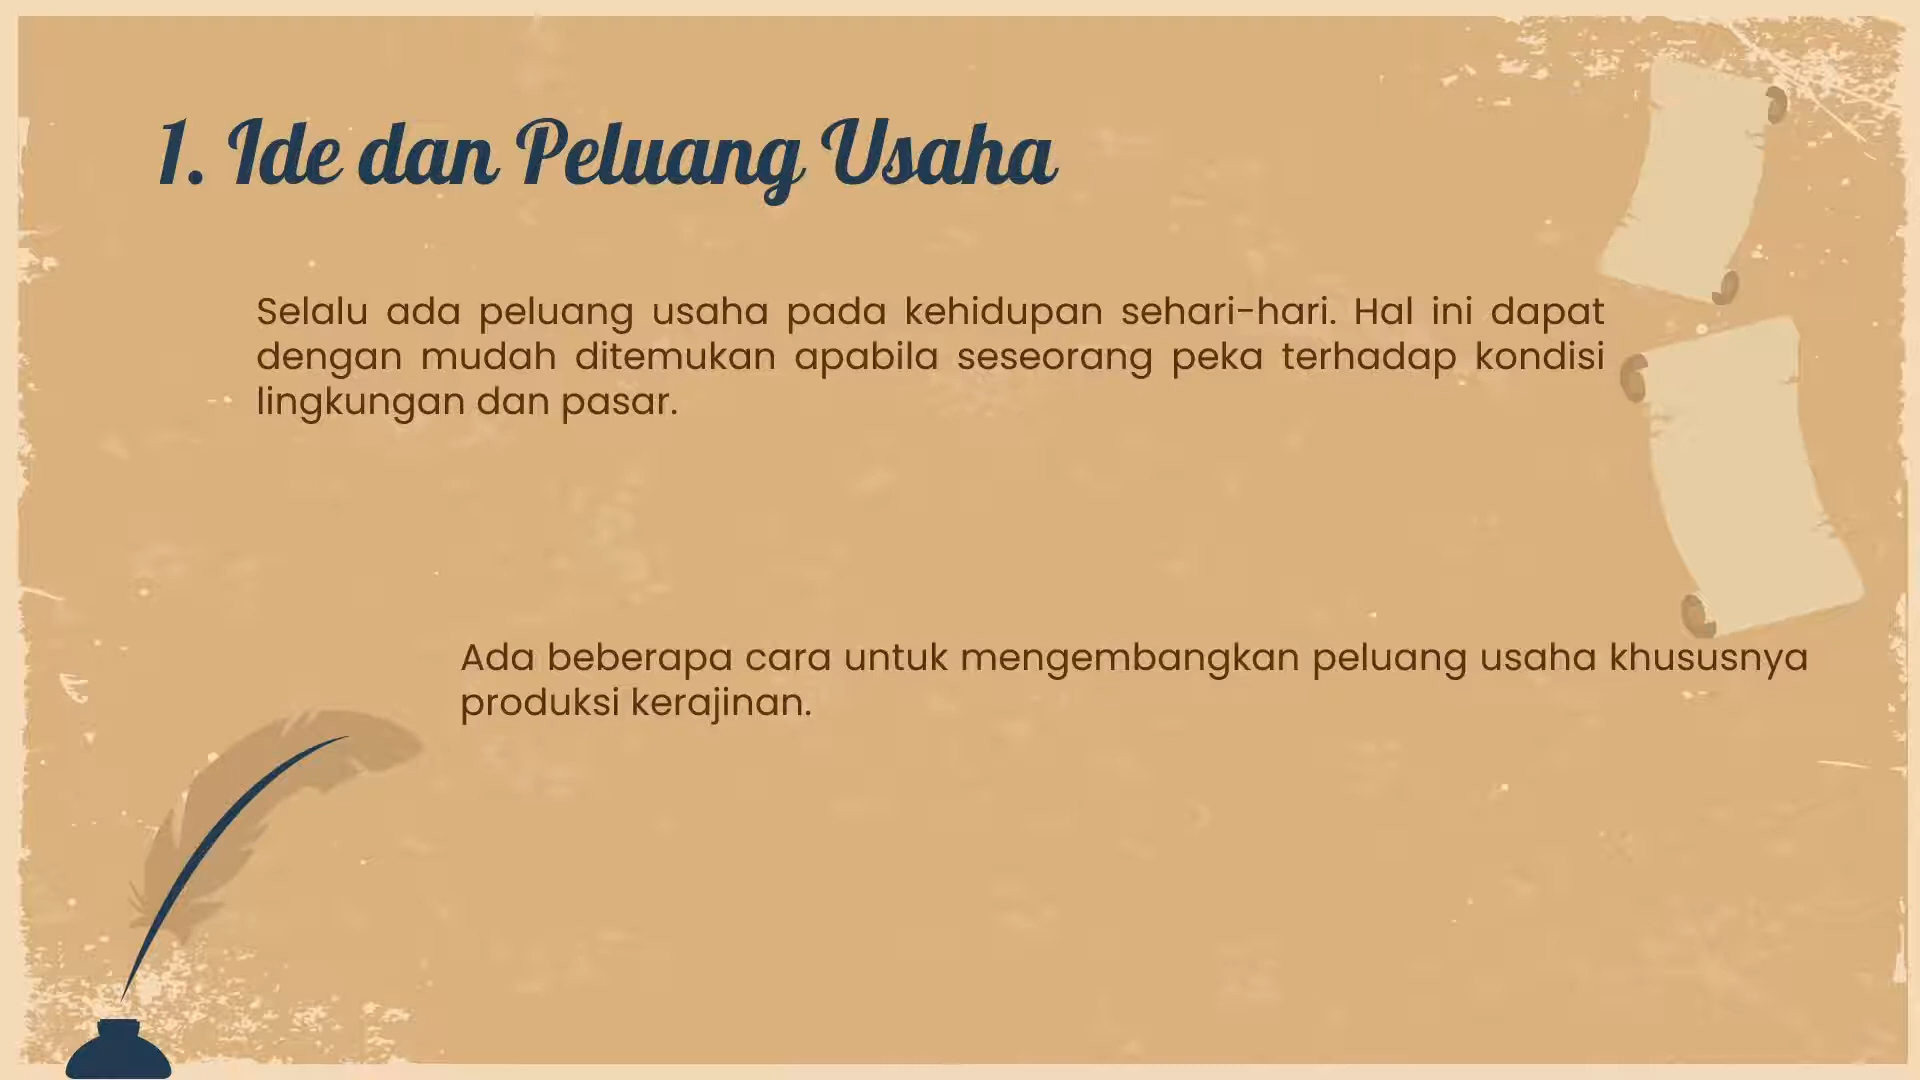 1. Ide dan Peluang Usaha
Selalu ada peluang usaha pada kehidupan sehari-hari. Hal ini dapat
dengan mudah ditemukan apabila seseorang peka terhadap kondisi
lingkungan dan pasar.
Ada beberapa cara untuk mengembangkan peluang usaha khususnya
produksi kerajinan.